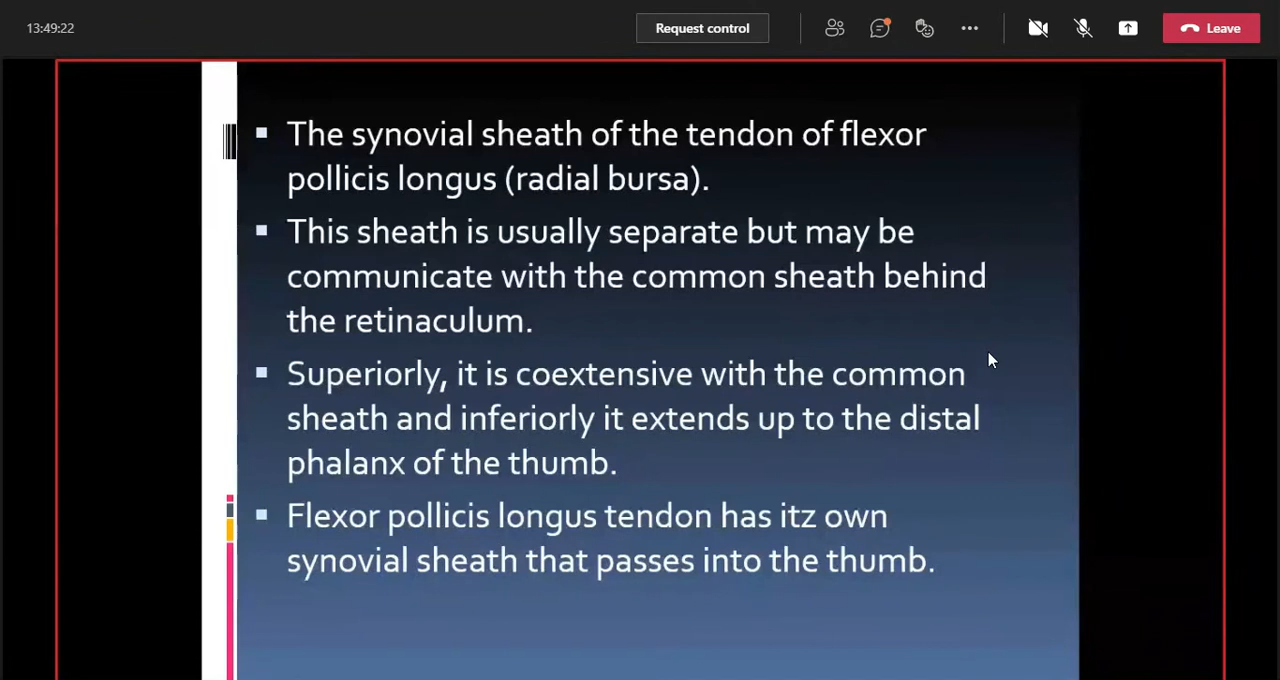 13:49:22
Request control
Leave
▪ The synovial sheath of the tendon of flexor
pollicis longus (radial bursa).
▪ This sheath is usually separate but may be
communicate with the common sheath behind
the retinaculum.
▪ Superiorly, it is coextensive with the common
sheath and inferiorly it extends up to the distal
phalanx of the thumb.
▪ Flexor pollicis longus tendon has itz own
synovial sheath that passes into the thumb.